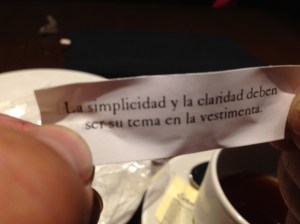 La simplicidad y la claridad deben
ser su tema en la vestimenta.